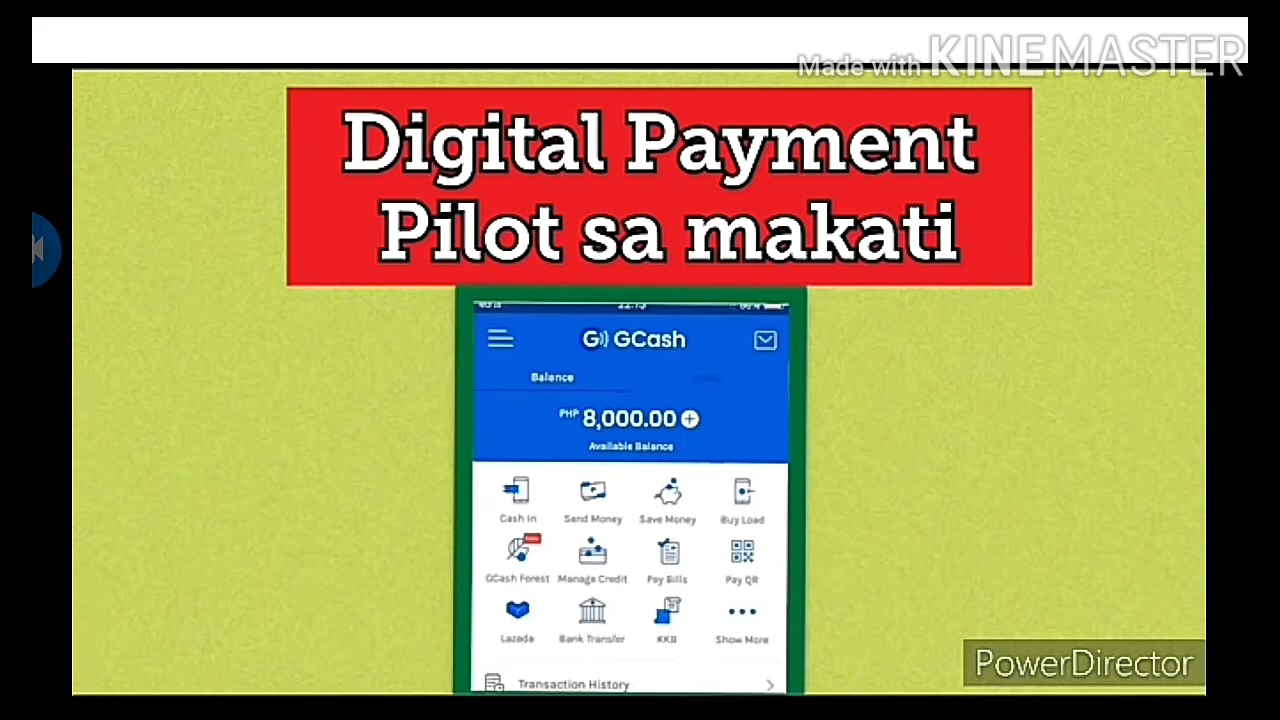 Made with KINEMASTER
Digital Payment
Pilot sa makati
GCash
Balance
PHP 8,000.00
Available Balance
Cash In Send Money Save Money Buy Load
GCash Forest Manage Credit Pay Bills Pay QR
Lazada Bank Transfer KKB Show More
Transaction History
PowerDirector